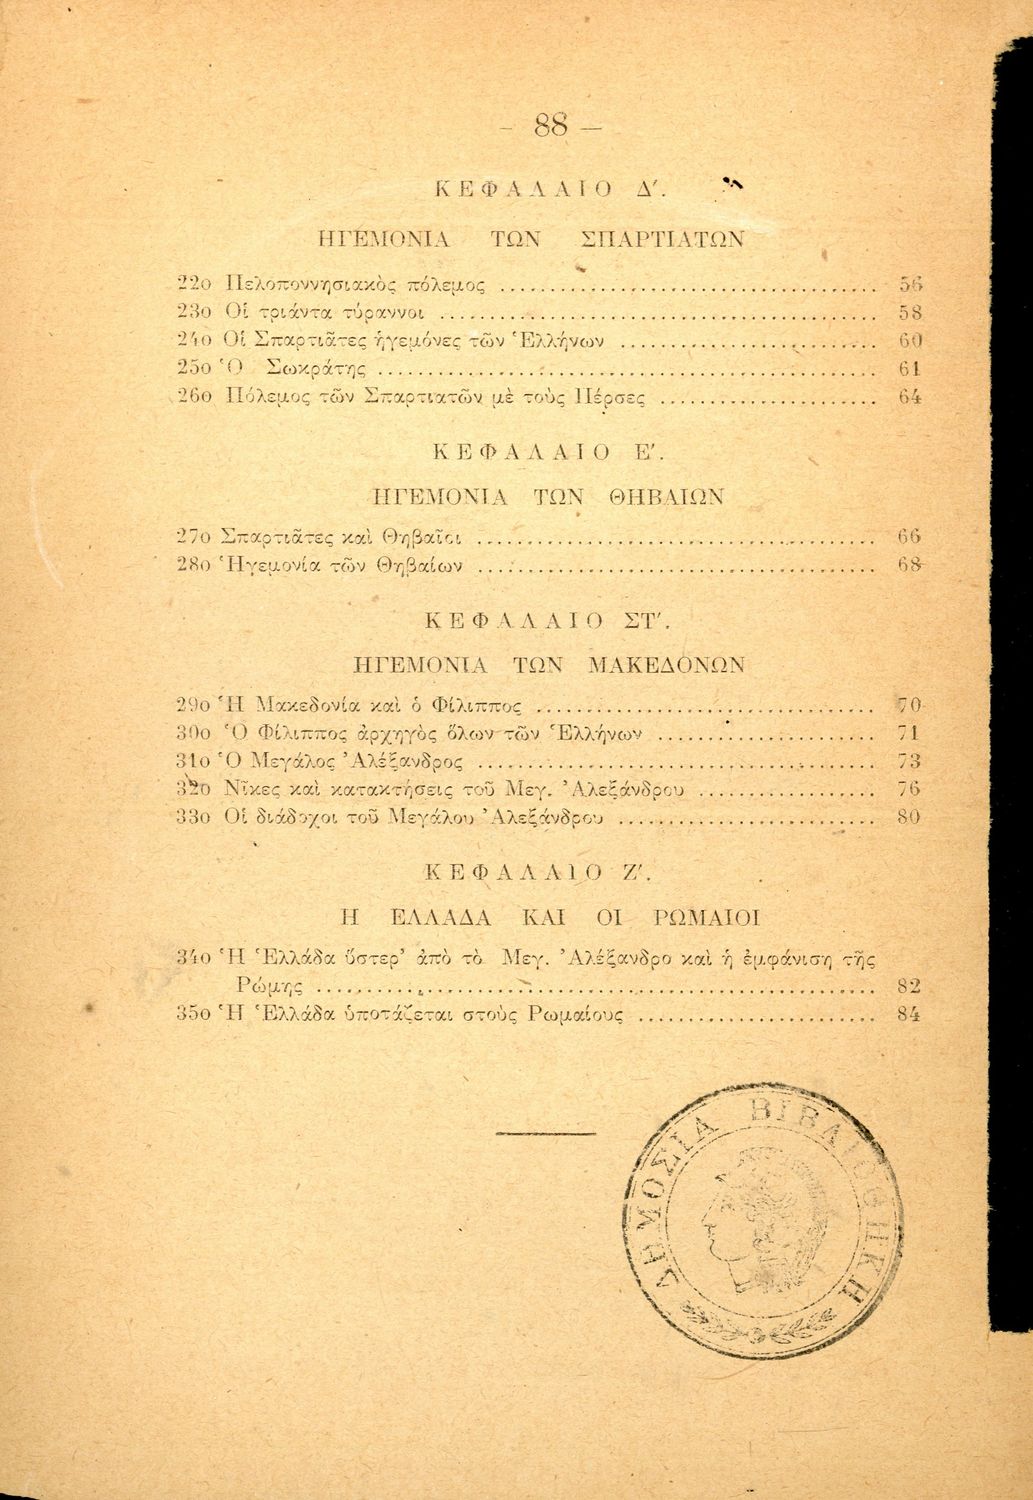 – 88 –
ΚΕΦΑΛΑΙΟ Δ΄.
ΗΓΕΜΟΝΙΑ ΤΩΝ ΣΠΑΡΤΙΑΤΩΝ
22ο Πελοποννησιακὸς πόλεμος ........................................ 56
23ο Οἱ τριάντα τύραννοι ........................................ 58
24ο Οἱ Σπαρτιᾶτες ἡγεμόνες τῶν Ἑλλήνων ........................... 60
25ο Ὁ Σωκράτης ........................................ 61
26ο Πόλεμος τῶν Σπαρτιατῶν μὲ τοὺς Πέρσες ...................... 64
ΚΕΦΑΛΑΙΟ Ε΄.
ΗΓΕΜΟΝΙΑ ΤΩΝ ΘΗΒΑΙΩΝ
27ο Σπαρτιᾶτες καὶ Θηβαῖοι ........................................ 66
28ο Ἡγεμονία τῶν Θηβαίων ........................................ 68
ΚΕΦΑΛΑΙΟ ΣΤ΄.
ΗΓΕΜΟΝΙΑ ΤΩΝ ΜΑΚΕΔΟΝΩΝ
29ο Ἡ Μακεδονία καὶ ὁ Φίλιππος .................................. 70
30ο Ὁ Φίλιππος ἀρχηγὸς ὅλων τῶν Ἑλλήνων ...................... 71
31ο Ὁ Μεγάλος Ἀλέξανδρος ........................................ 73
32ο Νῖκες καὶ κατακτήσεις τοῦ Μεγ. Ἀλεξάνδρου .................. 76
33ο Οἱ διάδοχοι τοῦ Μεγάλου Ἀλεξάνδρου .......................... 80
ΚΕΦΑΛΑΙΟ Ζ΄.
Η ΕΛΛΑΔΑ ΚΑΙ ΟΙ ΡΩΜΑΙΟΙ
34ο Ἡ Ἑλλάδα ὕστερ' ἀπὸ τὸ Μεγ. Ἀλέξανδρο καὶ ἡ ἐμφάνιση τῆς
Ρώμης ........................................ 82
35ο Ἡ Ἑλλάδα ὑποτάζεται στοὺς Ρωμαίους ........................ 84
ΔΗΜΟΣΙΑ ΒΙΒΛΙΟΘΗΚΗ